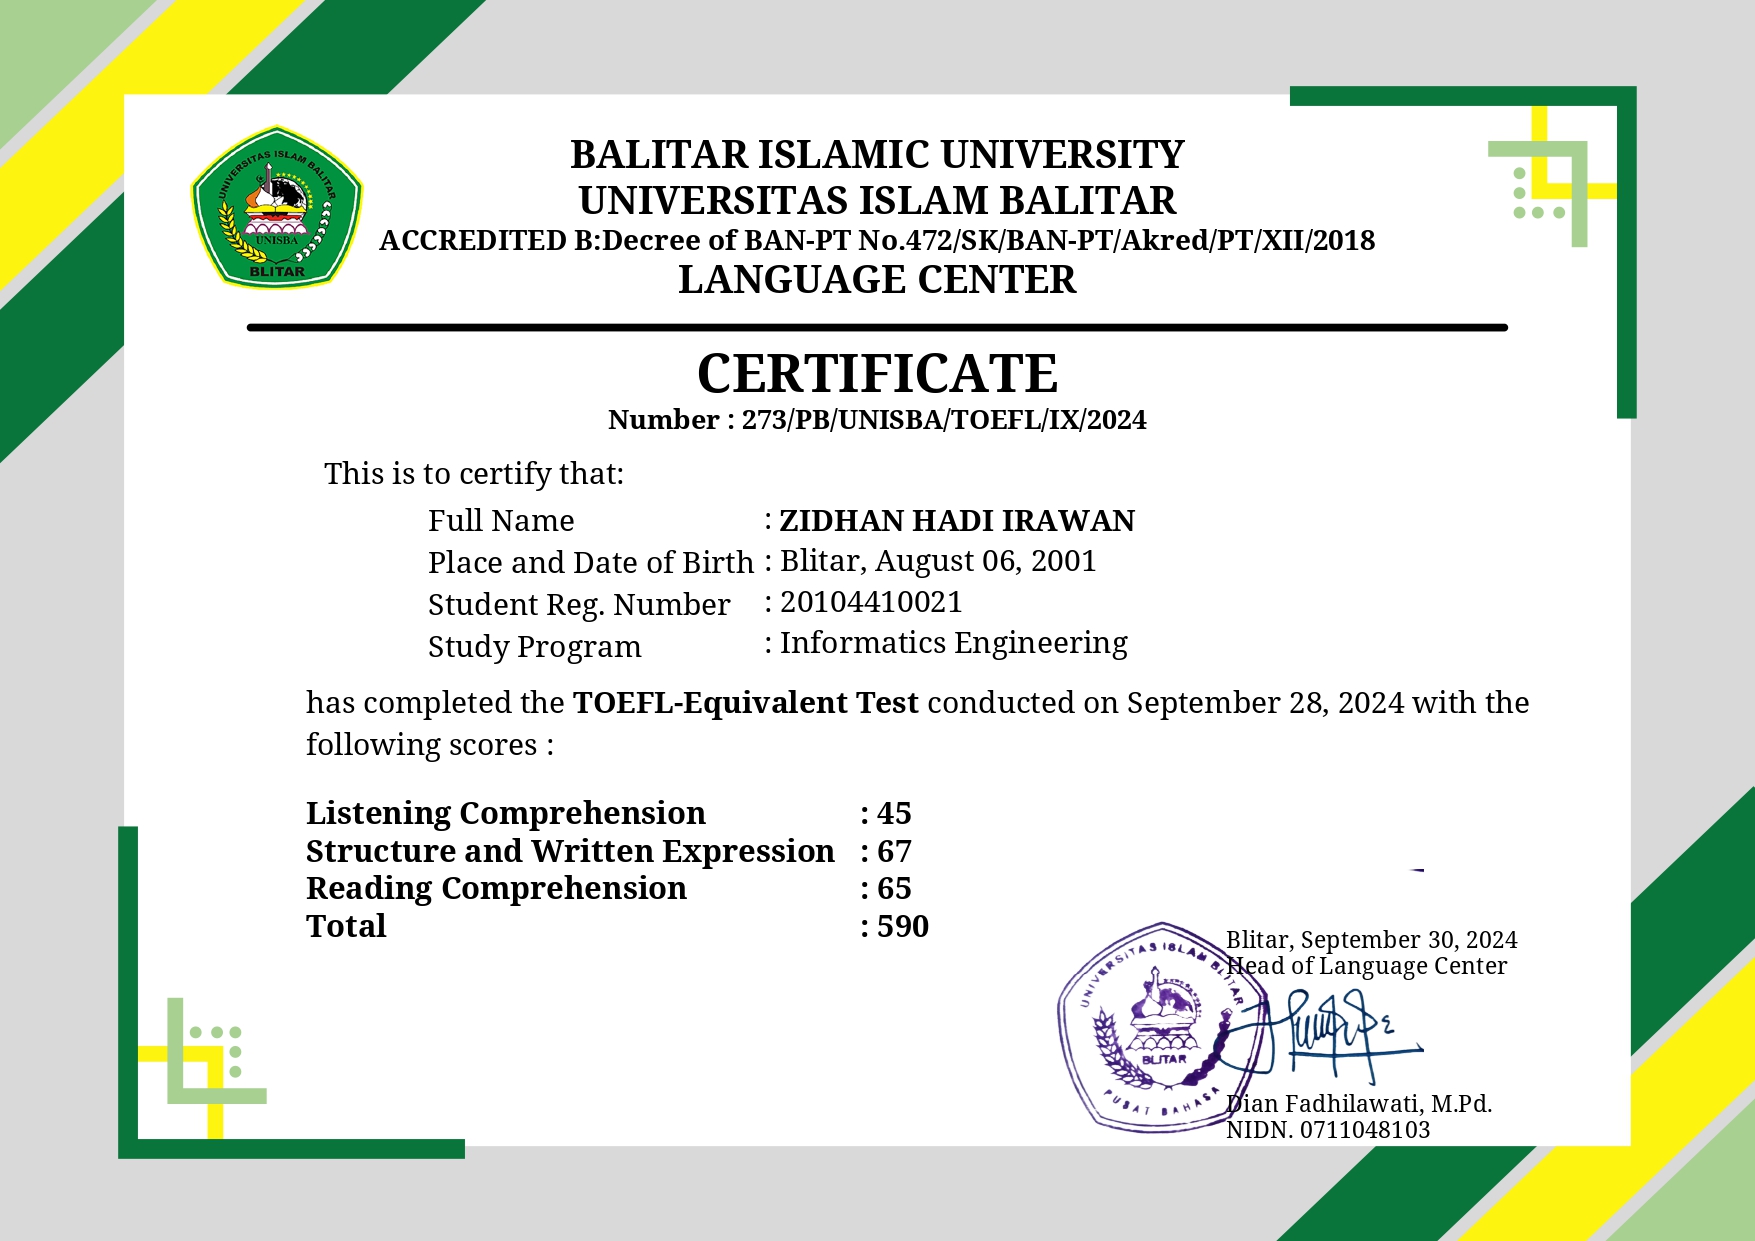 UNIVERSITAS ISLAM BALITAR
UNISBA
BLITAR
BALITAR ISLAMIC UNIVERSITY
UNIVERSITAS ISLAM BALITAR
ACCREDITED B:Decree of BAN-PT No.472/SK/BAN-PT/Akred/PT/XII/2018
LANGUAGE CENTER
CERTIFICATE
Number : 273/PB/UNISBA/TOEFL/IX/2024
This is to certify that:
Full Name : ZIDHAN HADI IRAWAN
Place and Date of Birth : Blitar, August 06, 2001
Student Reg. Number : 20104410021
Study Program : Informatics Engineering
has completed the TOEFL-Equivalent Test conducted on September 28, 2024 with the
following scores :
Listening Comprehension : 45
Structure and Written Expression : 67
Reading Comprehension : 65
Total : 590
Blitar, September 30, 2024
Head of Language Center
UNIVERSITAS ISLAM BLITAR
BLITAR
PUSAT BAHASA
Dian Fadhilawati, M.Pd.
NIDN. 0711048103